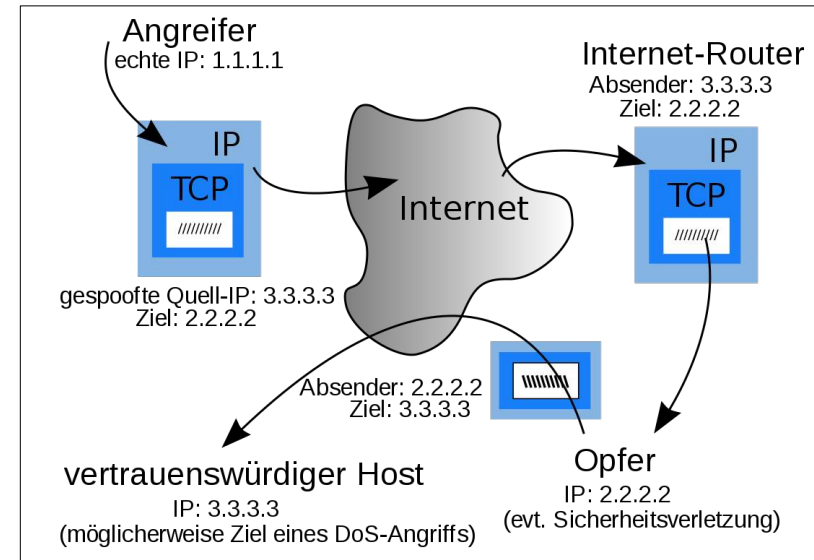 Angreifer
echte IP: 1.1.1.1
IP
TCP
gespoofte Quell-IP: 3.3.3.3
Ziel: 2.2.2.2
Internet
Internet-Router
Absender: 3.3.3.3
Ziel: 2.2.2.2
IP
TCP
Absender: 2.2.2.2
Ziel: 3.3.3.3
vertrauenswürdiger Host
IP: 3.3.3.3
(möglicherweise Ziel eines DoS-Angriffs)
Opfer
IP: 2.2.2.2
(evt. Sicherheitsverletzung)